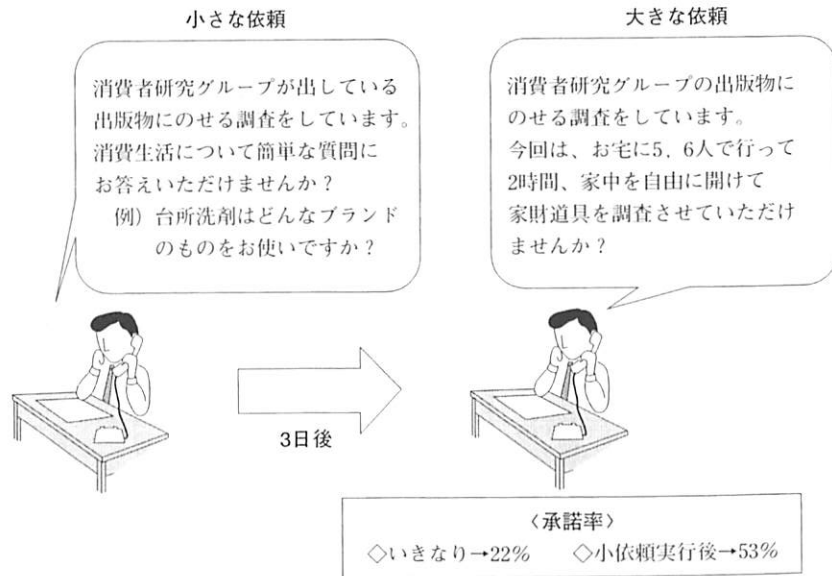 小さな依頼
消費者研究グループが出している
出版物にのせる調査をしています。
消費生活について簡単な質問に
お答えいただけませんか?
例)台所洗剤はどんなブランド
のものをお使いですか?
大きな依頼
消費者研究グループの出版物に
のせる調査をしています。
今回は、お宅に5,6人で行って
2時間、家中を自由に開けて
家財道具を調査させていただけ
ませんか?
3日後
〈承諾率〉
◇いきなり→22% ◇小依頼実行後→53%